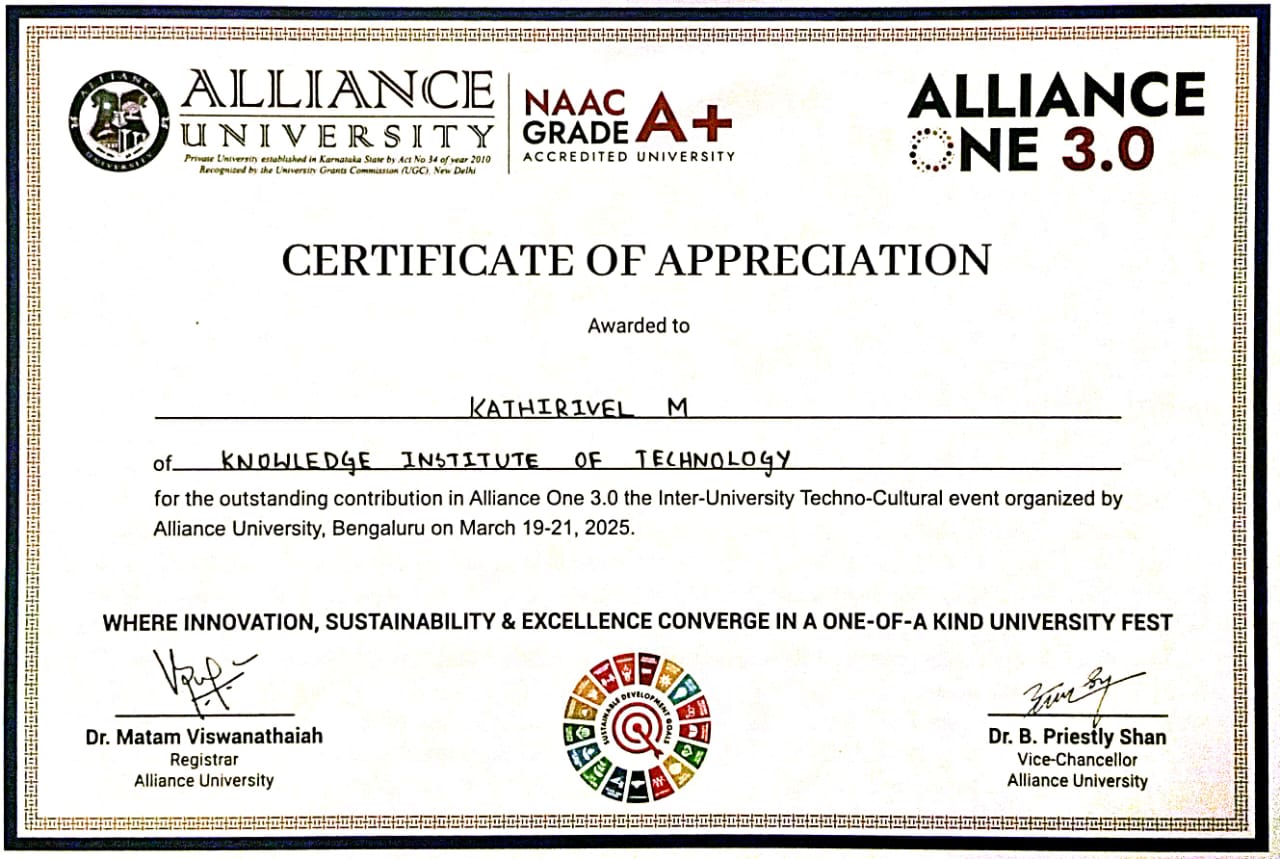 ALLIANCE
UNIVERSITY
Private University established in Karnataka State by Act No.34 of year 2010
Recognized by the University Grants Commission (UGC), New Delhi
NAAC
GRADE A+
ACCREDITED UNIVERSITY
ALLIANCE
ONE 3.0
CERTIFICATE OF APPRECIATION
Awarded to
KATHIRIVEL M
of KNOWLEDGE INSTITUTE OF TECHNOLOGY
for the outstanding contribution in Alliance One 3.0 the Inter-University Techno-Cultural event organized by
Alliance University, Bengaluru on March 19-21, 2025.
WHERE INNOVATION, SUSTAINABILITY & EXCELLENCE CONVERGE IN A ONE-OF-A KIND UNIVERSITY FEST
SUSTAINABLE DEVELOPMENT GOALS
Dr. Matam Viswanathaiah
Registrar
Alliance University
Dr. B. Priestly Shan
Vice-Chancellor
Alliance University